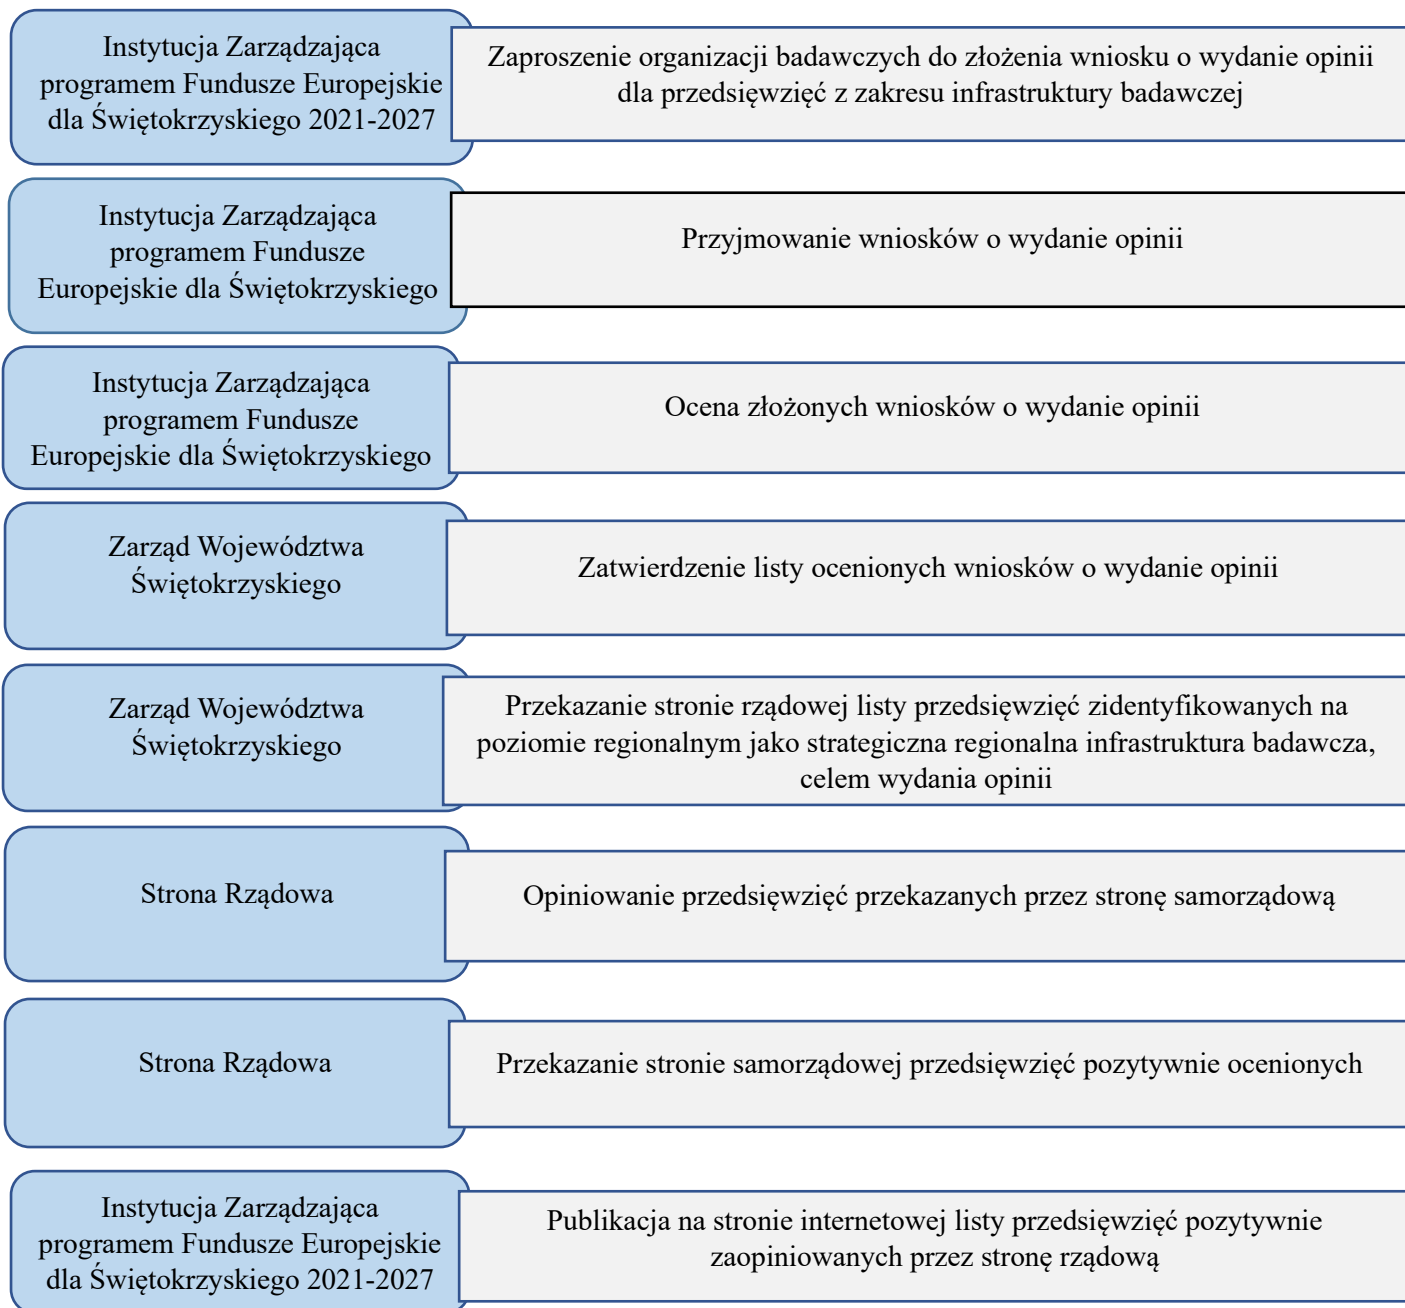 Instytucja Zarządzająca
programem Fundusze Europejskie
dla Świętokrzyskiego 2021-2027
Zaproszenie organizacji badawczych do złożenia wniosku o wydanie opinii
dla przedsięwzięć z zakresu infrastruktury badawczej
Instytucja Zarządzająca
programem Fundusze
Europejskie dla Świętokrzyskiego
Przyjmowanie wniosków o wydanie opinii
Instytucja Zarządzająca
programem Fundusze
Europejskie dla Świętokrzyskiego
Ocena złożonych wniosków o wydanie opinii
Zarząd Województwa
Świętokrzyskiego
Zatwierdzenie listy ocenionych wniosków o wydanie opinii
Zarząd Województwa
Świętokrzyskiego
Przekazanie stronie rządowej listy przedsięwzięć zidentyfikowanych na
poziomie regionalnym jako strategiczna regionalna infrastruktura badawcza,
celem wydania opinii
Strona Rządowa
Opiniowanie przedsięwzięć przekazanych przez stronę samorządową
Strona Rządowa
Przekazanie stronie samorządowej przedsięwzięć pozytywnie ocenionych
Instytucja Zarządzająca
programem Fundusze Europejskie
dla Świętokrzyskiego 2021-2027
Publikacja na stronie internetowej listy przedsięwzięć pozytywnie
zaopiniowanych przez stronę rządową